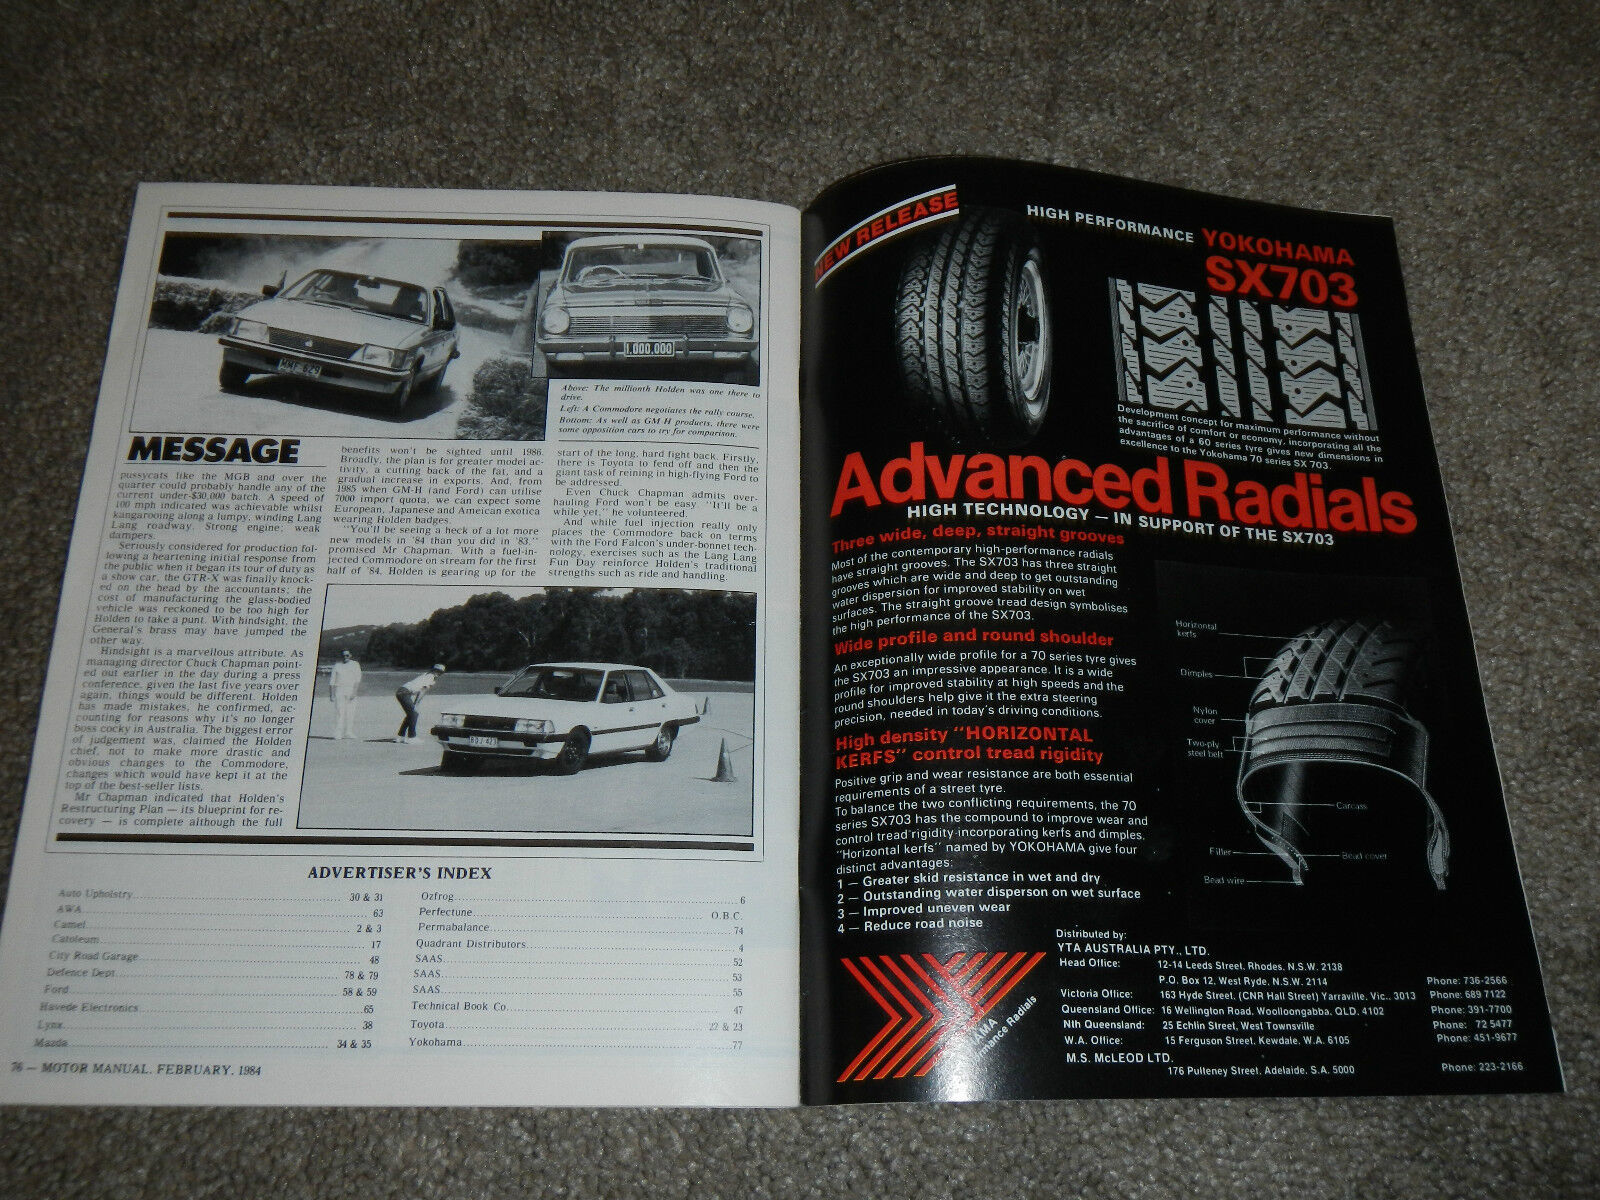 MMF·629
1.000.000
Above: The millionth Holden was one there to
drive.
Left: A Commodore negotiates the rally course.
Bottom: As well as GM H products, there were
some opposition cars to try for comparison.
MESSAGE
pussycats like the MGB and over the
quarter could probably handle any of the
current under-$30,000 batch. A speed of
100 mph indicated was achievable whilst
kangarooing along a lumpy, winding Lang
Lang roadway. Strong engine; weak
dampers.
Seriously considered for production fol-
lowing a heartening initial response from
the public when it began its tour of duty as
a show car, the GTR-X was finally knock-
ed on the head by the accountants; the
cost of manufacturing the glass-bodied
vehicle was reckoned to be too high for
Holden to take a punt. With hindsight, the
General's brass may have jumped the
other way.
Hindsight is a marvellous attribute. As
managing director Chuck Chapman point-
ed out earlier in the day during a press
conference, given the last five years over
again, things would be different. Holden
has made mistakes, he confirmed, ac-
counting for reasons why it's no longer
boss cocky in Australia. The biggest error
of judgement was, claimed the Holden
chief, not to make more drastic and
obvious changes to the Commodore,
changes which would have kept it at the
top of the best-seller lists.
Mr Chapman indicated that Holden's
Restructuring Plan — its blueprint for re-
covery — is complete although the full
benefits won't be sighted until 1986.
Broadly, the plan is for greater model ac-
tivity, a cutting back of the fat, and a
gradual increase in exports. And, from
1985 when GM-H (and Ford) can utilise
7000 import quota, we can expect some
European, Japanese and Ameican exotica
wearing Holden badges.
"You'll be seeing a heck of a lot more
new models in '84 than you did in '83,"
promised Mr Chapman. With a fuel-in-
jected Commodore on stream for the first
half of '84, Holden is gearing up for the
start of the long, hard fight back. Firstly,
there is Toyota to fend off and then the
giant task of reining in high-flying Ford to
be addressed.
Even Chuck Chapman admits over-
hauling Ford won't be easy. "It'll be a
while yet," he volunteered.
And while fuel injection really only
places the Commodore back on terms
with the Ford Falcon's under-bonnet tech-
nology, exercises such as the Lang Lang
Fun Day reinforce Holden's traditional
strengths such as ride and handling.
ADVERTISER'S INDEX
Auto Upholstry 30 & 31
AWA 63
Camel 2 & 3
Catoleum 17
City Road Garage 48
Defence Dept. 78 & 79
Ford 58 & 59
Havede Electronics 65
Lynx 38
Mazda 34 & 35
Ozfrog 6
Perfectune O.B.C.
Permabalance 74
Quadrant Distributors 4
SAAS 52
SAAS 53
SAAS 55
Technical Book Co. 47
Toyota 22 & 23
Yokohama 77
76 — MOTOR MANUAL, FEBRUARY, 1984
NEW RELEASE
HIGH PERFORMANCE YOKOHAMA
SX703
Development concept for maximum performance without
the sacrifice of comfort or economy, incorporating all the
advantages of a 60 series tyre gives new dimensions in
excellence to the Yokohama 70 series SX 703.
Advanced Radials
HIGH TECHNOLOGY — IN SUPPORT OF THE SX703
Three wide, deep, straight grooves
Most of the contemporary high-performance radials
have straight grooves. The SX703 has three straight
grooves which are wide and deep to get outstanding
water dispersion for improved stability on wet
surfaces. The straight groove tread design symbolises
the high performance of the SX703.
Wide profile and round shoulder
An exceptionally wide profile for a 70 series tyre gives
the SX703 an impressive appearance. It is a wide
profile for improved stability at high speeds and the
round shoulders help give it the extra steering
precision, needed in today's driving conditions.
High density "HORIZONTAL
KERFS" control tread rigidity
Positive grip and wear resistance are both essential
requirements of a street tyre.
To balance the two conflicting requirements, the 70
series SX703 has the compound to improve wear and
control tread rigidity incorporating kerfs and dimples.
"Horizontal kerfs" named by YOKOHAMA give four
distinct advantages:
1 — Greater skid resistance in wet and dry
2 — Outstanding water disperson on wet surface
3 — Improved uneven wear
4 — Reduce road noise
Horizontal
kerfs
Dimples
Nylon
cover
Two-ply
steel belt
Carcass
Filler
Bead cover
Bead wire
Distributed by:
YTA AUSTRALIA PTY., LTD.
Head Office: 12-14 Leeds Street, Rhodes, N.S.W. 2138
P.O. Box 12, West Ryde, N.S.W. 2114 Phone: 736-2566
Victoria Office: 163 Hyde Street, (CNR Hall Street) Yarraville, Vic., 3013 Phone: 689 7122
Queensland Office: 16 Wellington Road, Woolloongabba, QLD. 4102 Phone: 391-7700
Nth Queensland: 25 Echlin Street, West Townsville Phone: 72 5477
W.A. Office: 15 Ferguson Street, Kewdale, W.A. 6105 Phone: 451-9677
M.S. McLEOD LTD.
176 Pulteney Street, Adelaide, S.A. 5000 Phone: 223-2166